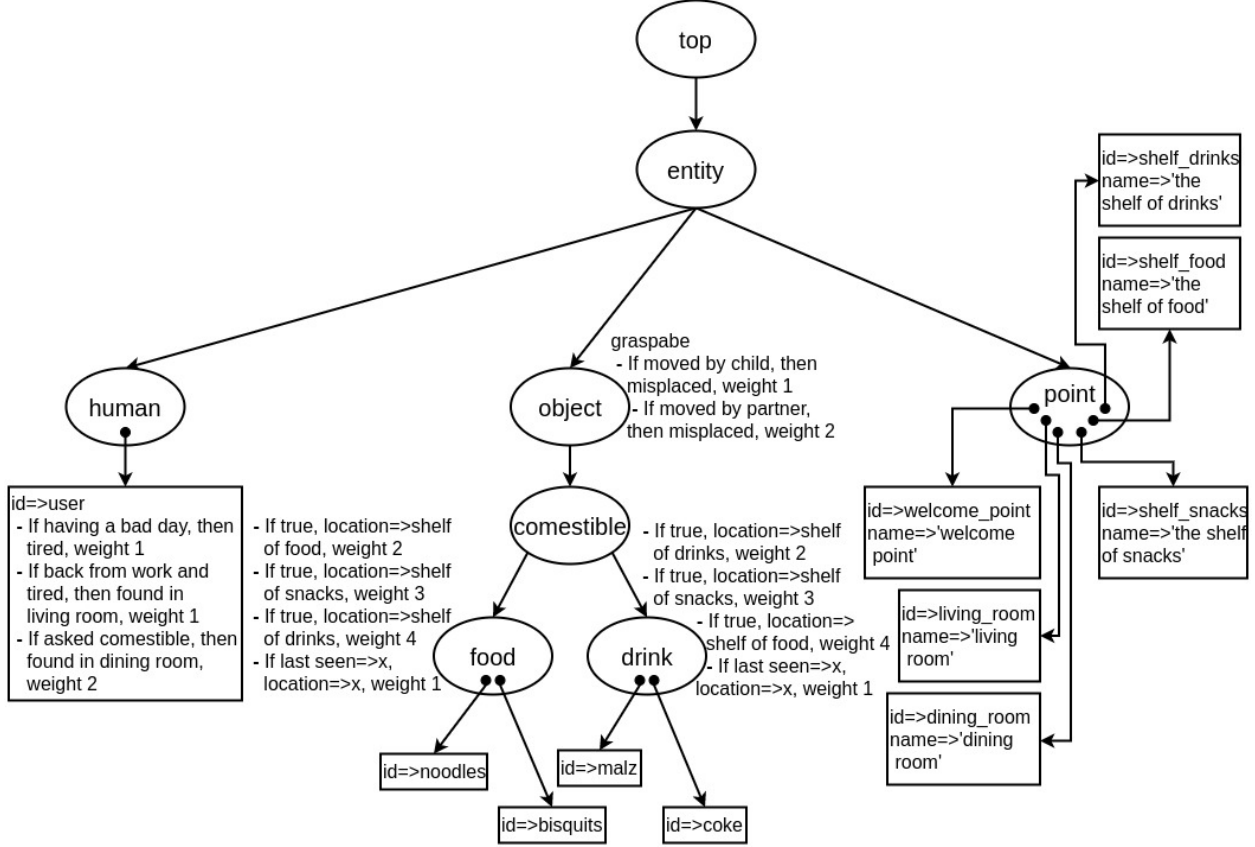 top
entity
id=>shelf_drinks
name=>'the
shelf of drinks'
id=>shelf_food
name=>'the
shelf of food'
human
object
graspabe
- If moved by child, then
misplaced, weight 1
- If moved by partner,
then misplaced, weight 2
point
id=>user
- If having a bad day, then
tired, weight 1
- If back from work and
tired, then found in
living room, weight 1
- If asked comestible, then
found in dining room,
weight 2
- If true, location=>shelf
of food, weight 2
- If true, location=>shelf
of snacks, weight 3
- If true, location=>shelf
of drinks, weight 4
- If last seen=>x,
location=>x, weight 1
comestible
- If true, location=>shelf
of drinks, weight 2
- If true, location=>shelf
of snacks, weight 3
- If true, location=>
shelf of food, weight 4
- If last seen=>x,
location=>x, weight 1
food
drink
id=>welcome_point
name=>'welcome
point'
id=>shelf_snacks
name=>'the shelf
of snacks'
id=>living_room
name=>'living
room'
id=>dining_room
name=>'dining
room'
id=>noodles
id=>malz
id=>bisquits
id=>coke